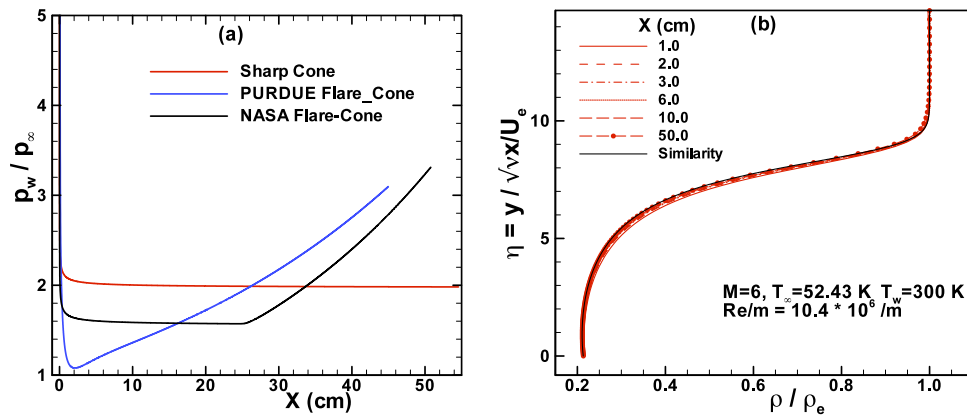 (a)
Sharp Cone
PURDUE Flare_Cone
NASA Flare-Cone
p_w / p_∞
5
4
3
2
1
0 10 20 30 40 50
X (cm)
(b)
X (cm)
1.0
2.0
3.0
6.0
10.0
50.0
Similarity
η = y / √νx/U_e
10
5
0
M=6, T_∞=52.43 K T_w=300 K
Re/m = 10.4 * 10^6 /m
0.2 0.4 0.6 0.8 1.0
ρ / ρ_e